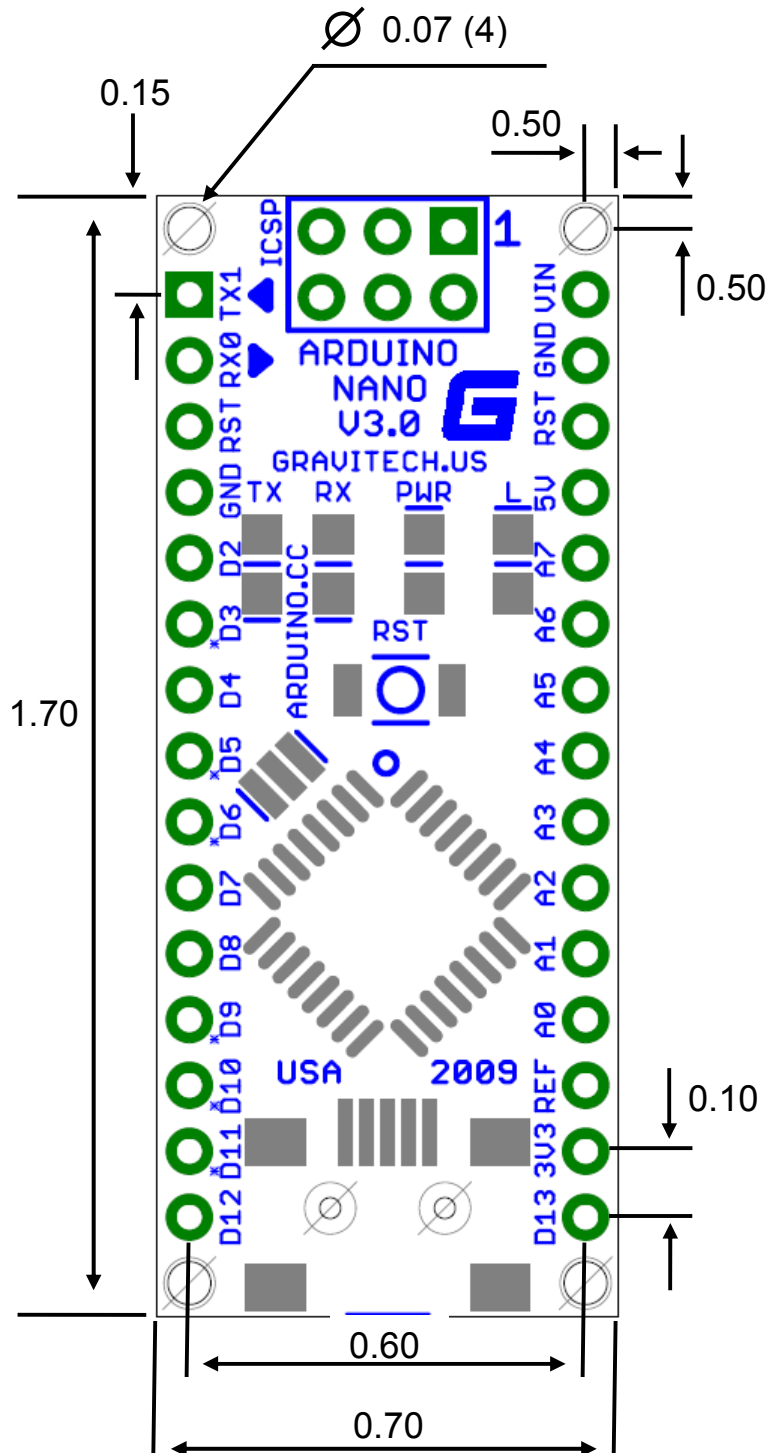 Ø 0.07 (4)
0.15
0.50
0.50
ICSP
1
TX1
RX0
RST
GND
D2
*D3
D4
*D5
*D6
D7
D8
*D9
*D10
*D11
D12
VIN
GND
RST
5V
A7
A6
A5
A4
A3
A2
A1
A0
REF
3V3
D13
ARDUINO
NANO
V3.0
G
GRAVITECH.US
TX RX PWR L
ARDUINO.CC
RST
1.70
USA 2009
0.10
0.60
0.70